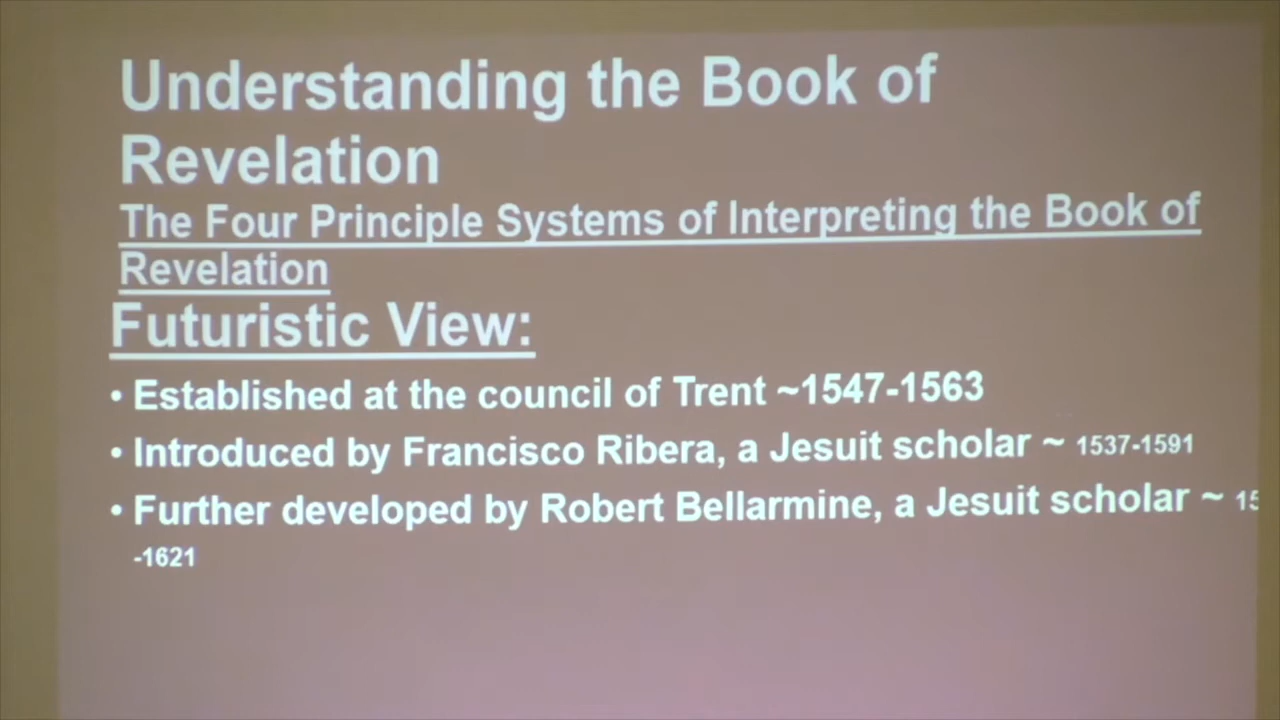 Understanding the Book of
Revelation
The Four Principle Systems of Interpreting the Book of
Revelation
Futuristic View:
• Established at the council of Trent ~1547-1563
• Introduced by Francisco Ribera, a Jesuit scholar ~ 1537-1591
• Further developed by Robert Bellarmine, a Jesuit scholar ~ 15
-1621